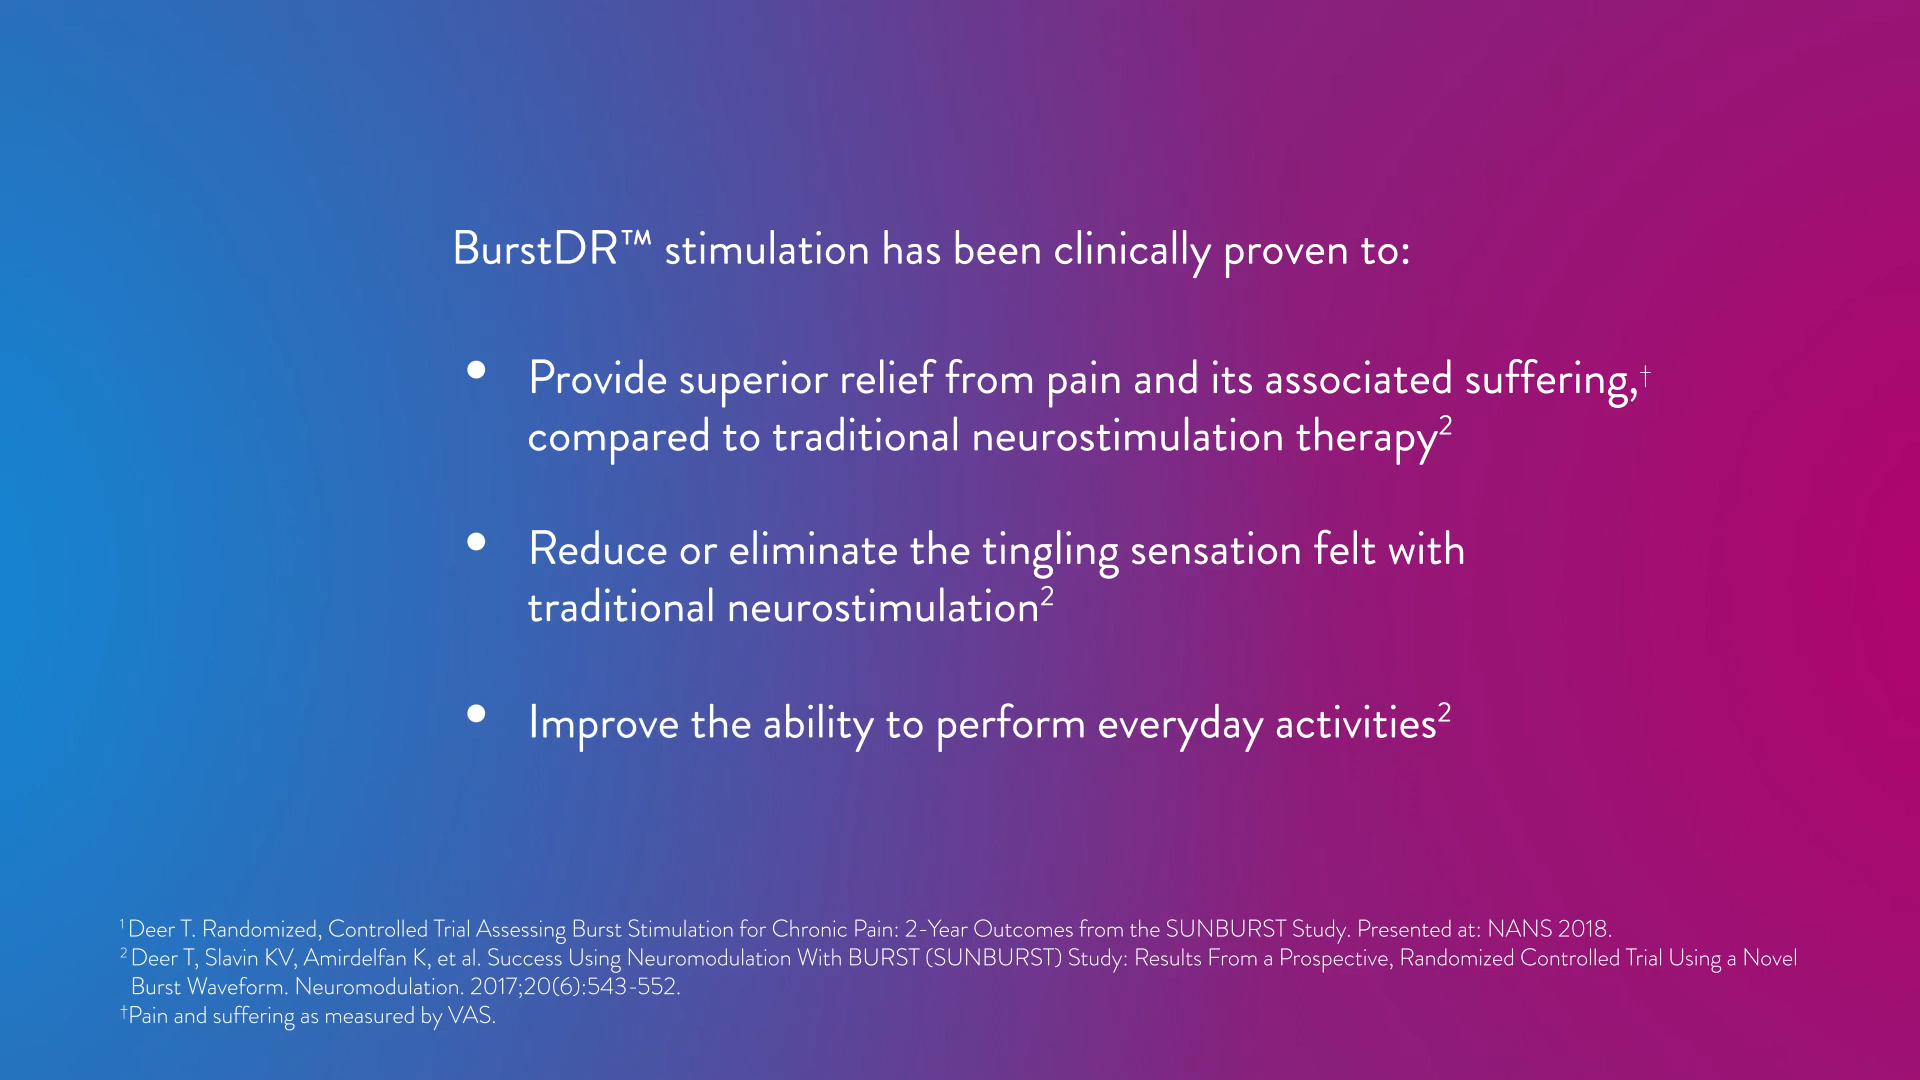 BurstDR™ stimulation has been clinically proven to:
• Provide superior relief from pain and its associated suffering,†
compared to traditional neurostimulation therapy²
• Reduce or eliminate the tingling sensation felt with
traditional neurostimulation²
• Improve the ability to perform everyday activities²
¹ Deer T. Randomized, Controlled Trial Assessing Burst Stimulation for Chronic Pain: 2-Year Outcomes from the SUNBURST Study. Presented at: NANS 2018.
² Deer T, Slavin KV, Amirdelfan K, et al. Success Using Neuromodulation With BURST (SUNBURST) Study: Results From a Prospective, Randomized Controlled Trial Using a Novel
Burst Waveform. Neuromodulation. 2017;20(6):543-552.
†Pain and suffering as measured by VAS.